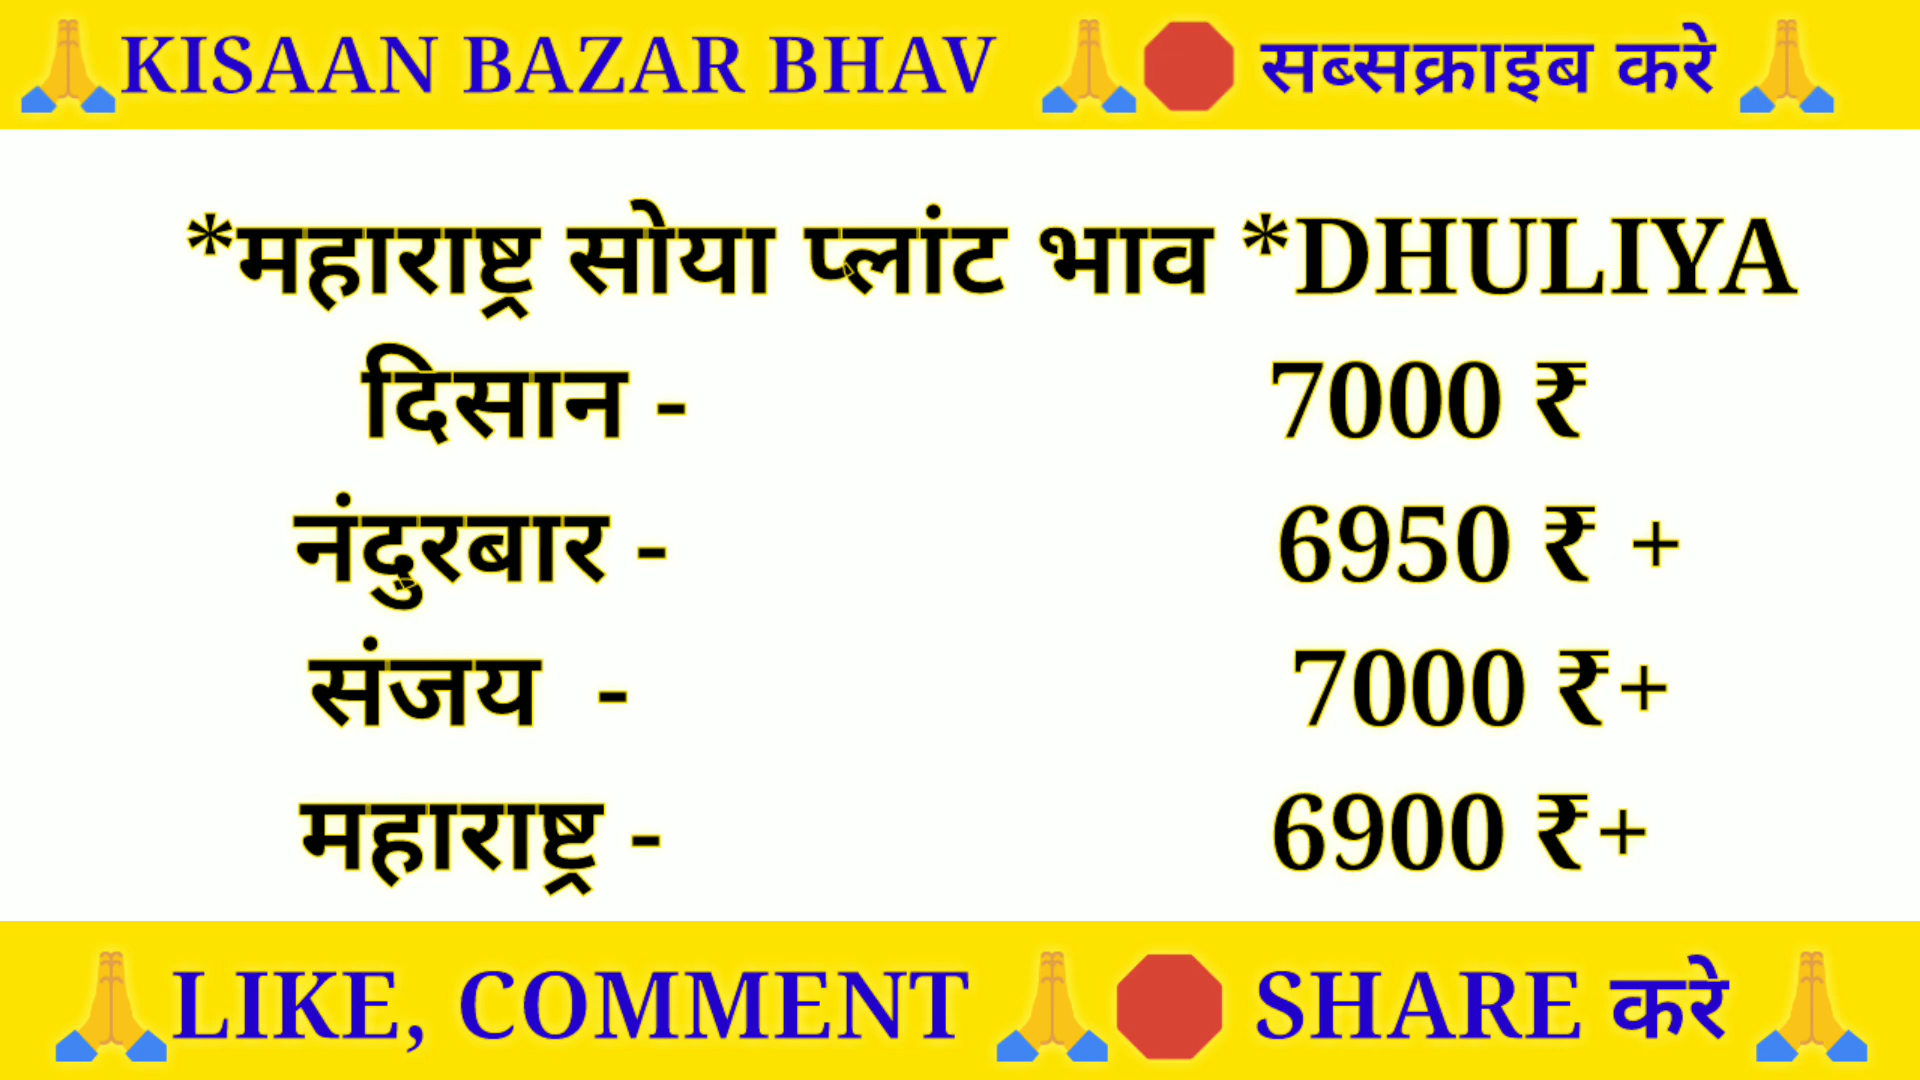 🙏KISAAN BAZAR BHAV 🙏🛑 सब्सक्राइब करे 🙏
*महाराष्ट्र सोया प्लांट भाव *DHULIYA
दिसान - 7000 ₹
नंदुरबार - 6950 ₹ +
संजय - 7000 ₹+
महाराष्ट्र - 6900 ₹+
🙏LIKE, COMMENT 🙏🛑 SHARE करे 🙏